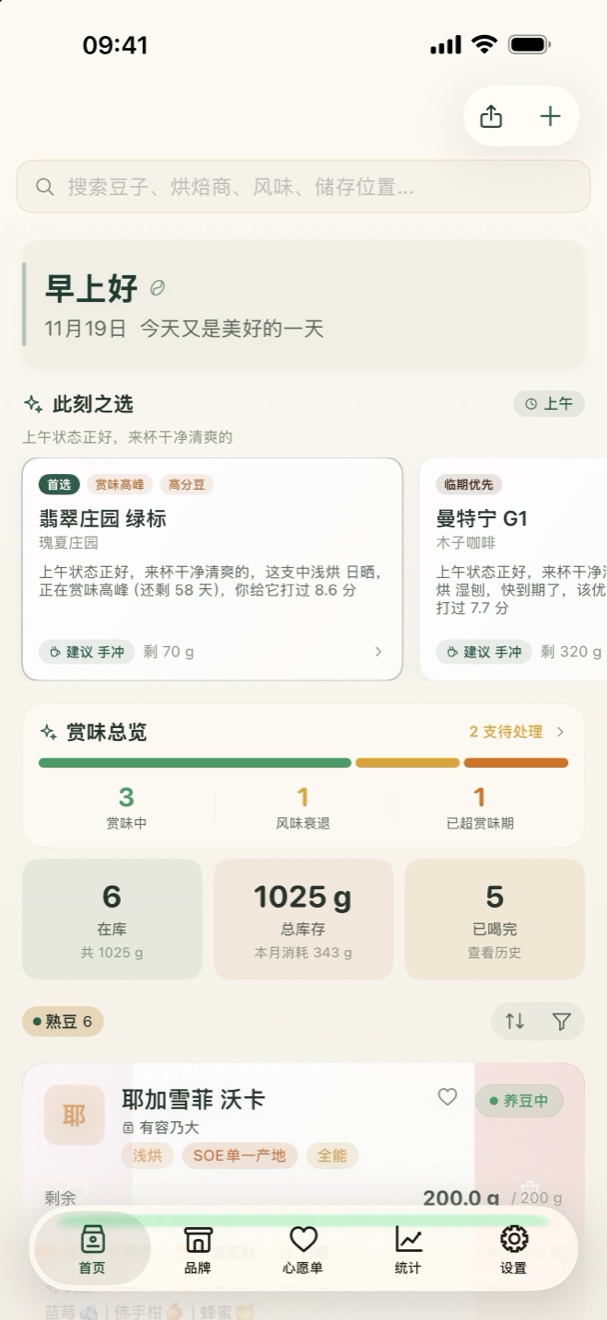 09:41
搜索豆子、烘焙商、风味、储存位置...
早上好
11月19日 今天又是美好的一天
此刻之选
上午
上午状态正好，来杯干净清爽的
首选 赏味高峰 高分豆
翡翠庄园 绿标
瑰夏庄园
上午状态正好，来杯干净清爽的，这支中浅烘 日晒，
正在赏味高峰 (还剩 58 天)，你给它打过 8.6 分
建议 手冲 剩 70 g
临期优先
曼特宁 G1
木子咖啡
上午状态正好，来杯干净
烘 湿刨，快到期了，该优
打过 7.7 分
建议 手冲 剩 320 g
赏味总览
2 支待处理
3 1 1
赏味中 风味衰退 已超赏味期
6 1025 g 5
在库 总库存 已喝完
共 1025 g 本月消耗 343 g 查看历史
熟豆 6
耶
耶加雪菲 沃卡
养豆中
有容乃大
浅烘 SOE单一产地 全能
剩余 200.0 g / 200 g
首页 品牌 心愿单 统计 设置
蓝莓🫐 | 佛手柑🍊 | 蜂蜜🍯